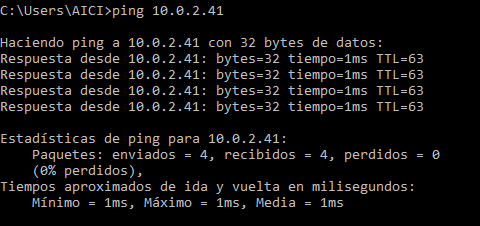 C:\Users\AICI>ping 10.0.2.41
Haciendo ping a 10.0.2.41 con 32 bytes de datos:
Respuesta desde 10.0.2.41: bytes=32 tiempo=1ms TTL=63
Respuesta desde 10.0.2.41: bytes=32 tiempo=1ms TTL=63
Respuesta desde 10.0.2.41: bytes=32 tiempo=1ms TTL=63
Respuesta desde 10.0.2.41: bytes=32 tiempo=1ms TTL=63
Estadísticas de ping para 10.0.2.41:
Paquetes: enviados = 4, recibidos = 4, perdidos = 0
(0% perdidos),
Tiempos aproximados de ida y vuelta en milisegundos:
Mínimo = 1ms, Máximo = 1ms, Media = 1ms